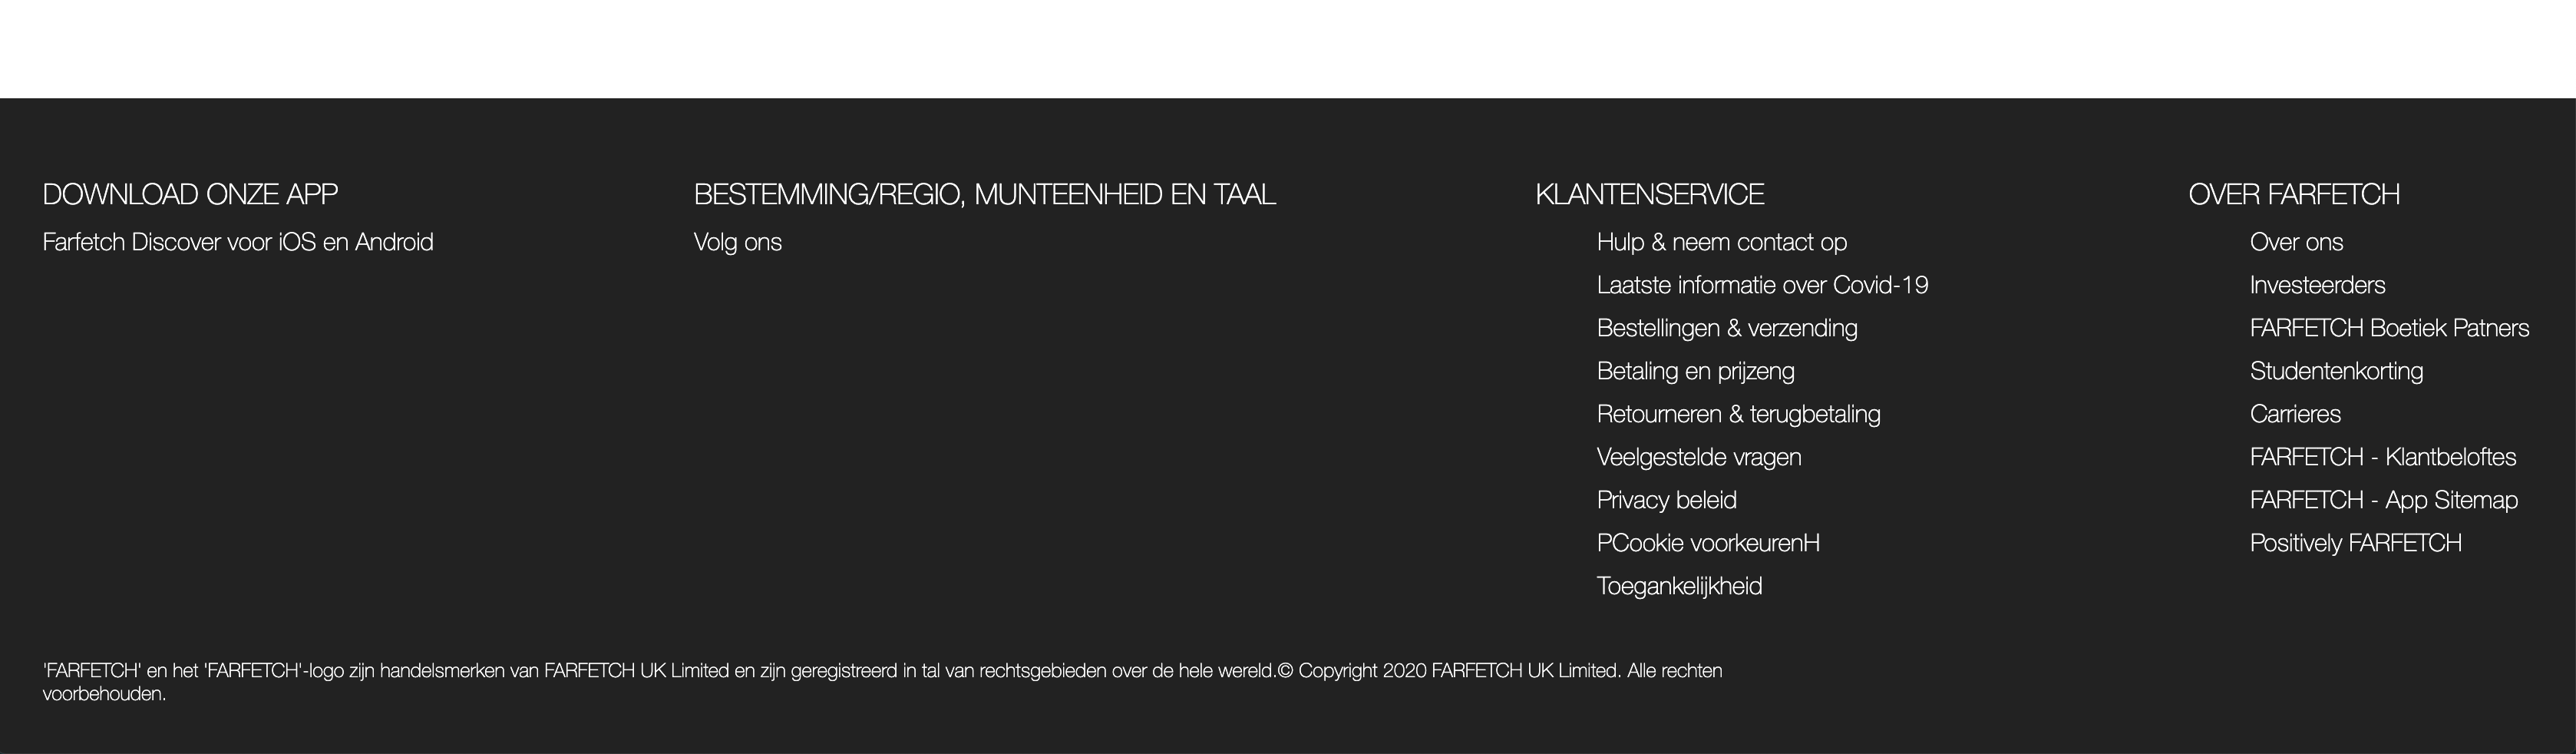 DOWNLOAD ONZE APP
Farfetch Discover voor iOS en Android
BESTEMMING/REGIO, MUNTEENHEID EN TAAL
Volg ons
KLANTENSERVICE
Hulp & neem contact op
Laatste informatie over Covid-19
Bestellingen & verzending
Betaling en prijzeng
Retourneren & terugbetaling
Veelgestelde vragen
Privacy beleid
PCookie voorkeurenH
Toegankelijkheid
OVER FARFETCH
Over ons
Investeerders
FARFETCH Boetiek Patners
Studentenkorting
Carrieres
FARFETCH - Klantbeloftes
FARFETCH - App Sitemap
Positively FARFETCH
'FARFETCH' en het 'FARFETCH'-logo zijn handelsmerken van FARFETCH UK Limited en zijn geregistreerd in tal van rechtsgebieden over de hele wereld.© Copyright 2020 FARFETCH UK Limited. Alle rechten
voorbehouden.